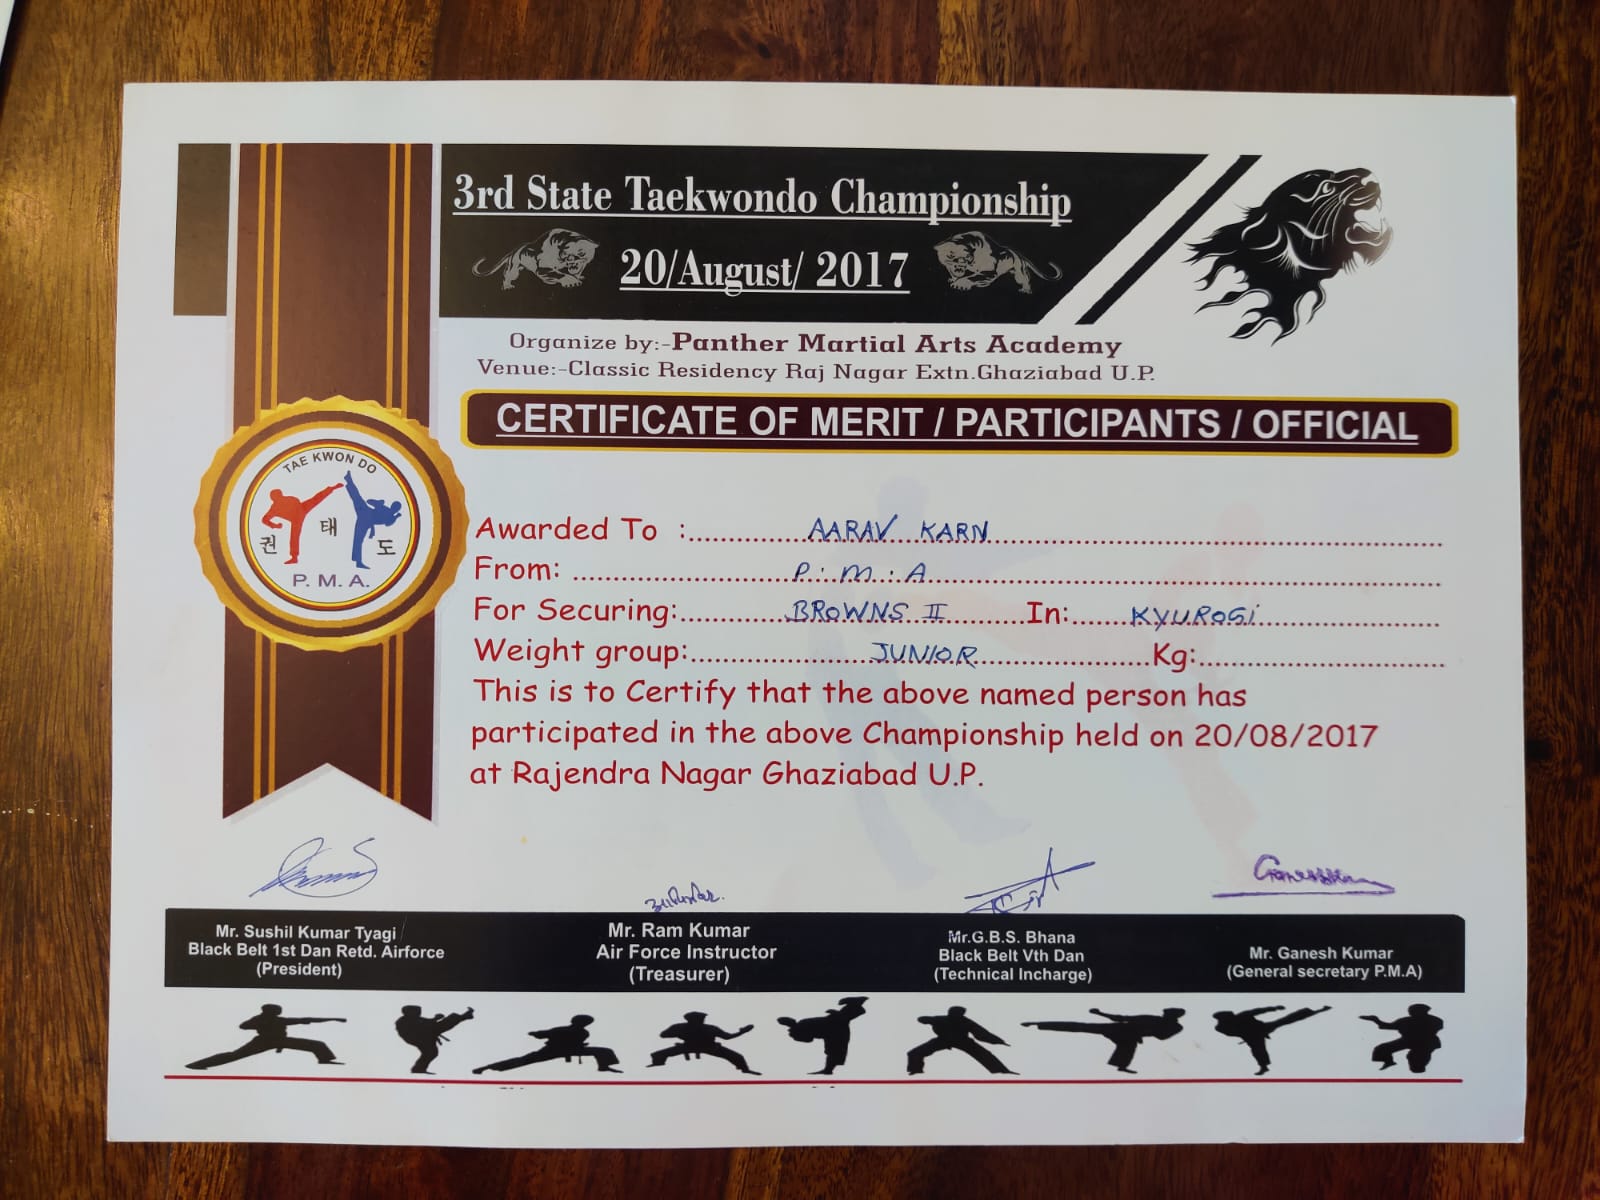 3rd State Taekwondo Championship
20/August/ 2017
Organize by:-Panther Martial Arts Academy
Venue:-Classic Residency Raj Nagar Extn.Ghaziabad U.P.
CERTIFICATE OF MERIT / PARTICIPANTS / OFFICIAL
TAE KWON DO
태
권 도
P. M. A.
Awarded To : AARAV KARN
From: P.M.A
For Securing: BROWNS II In: KYUROGI
Weight group: JUNIOR Kg:
This is to Certify that the above named person has
participated in the above Championship held on 20/08/2017
at Rajendra Nagar Ghaziabad U.P.
Mr. Sushil Kumar Tyagi
Black Belt 1st Dan Retd. Airforce
(President)
Mr. Ram Kumar
Air Force Instructor
(Treasurer)
Mr.G.B.S. Bhana
Black Belt Vth Dan
(Technical Incharge)
Mr. Ganesh Kumar
(General secretary P.M.A)